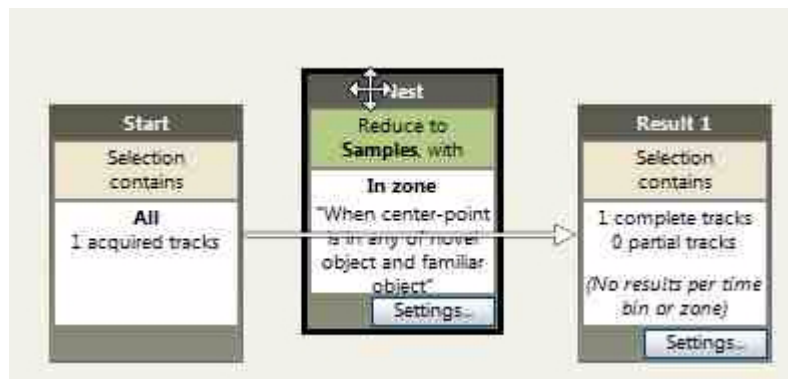 Start
Selection
contains
All
1 acquired tracks
Nest
Reduce to
Samples, with
In zone
"When center-point
is in any of novel
object and familiar
object"
Settings...
Result 1
Selection
contains
1 complete tracks
0 partial tracks
(No results per time
bin or zone)
Settings...